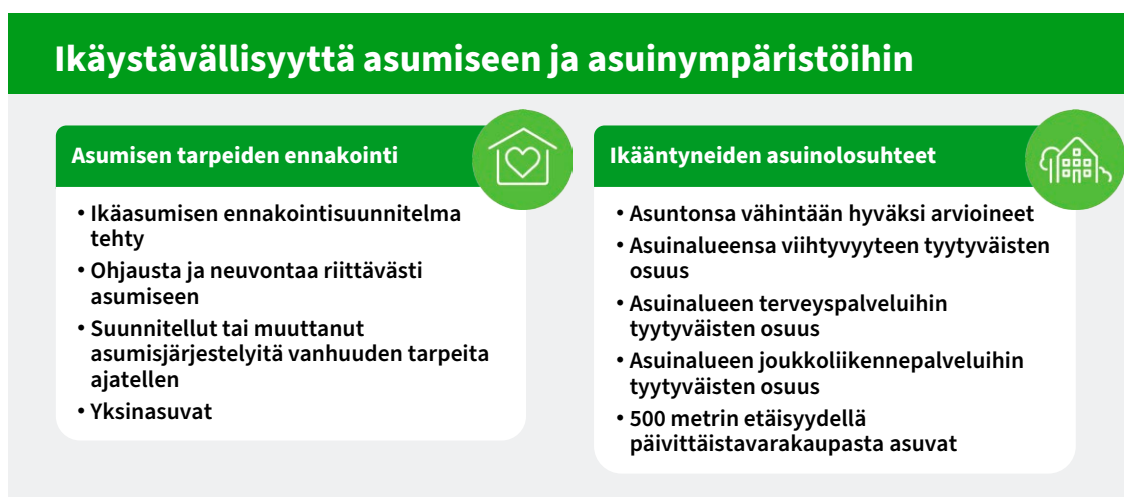 Ikäystävällisyyttä asumiseen ja asuinympäristöihin
Asumisen tarpeiden ennakointi
• Ikäasumisen ennakointisuunnitelma
tehty
• Ohjausta ja neuvontaa riittävästi
asumiseen
• Suunnitellut tai muuttanut
asumisjärjestelyitä vanhuuden tarpeita
ajatellen
• Yksinasuvat
Ikääntyneiden asuinolosuhteet
• Asuntonsa vähintään hyväksi arvioineet
• Asuinalueensa viihtyvyyteen tyytyväisten
osuus
• Asuinalueen terveyspalveluihin
tyytyväisten osuus
• Asuinalueen joukkoliikennepalveluihin
tyytyväisten osuus
• 500 metrin etäisyydellä
päivittäistavarakaupasta asuvat